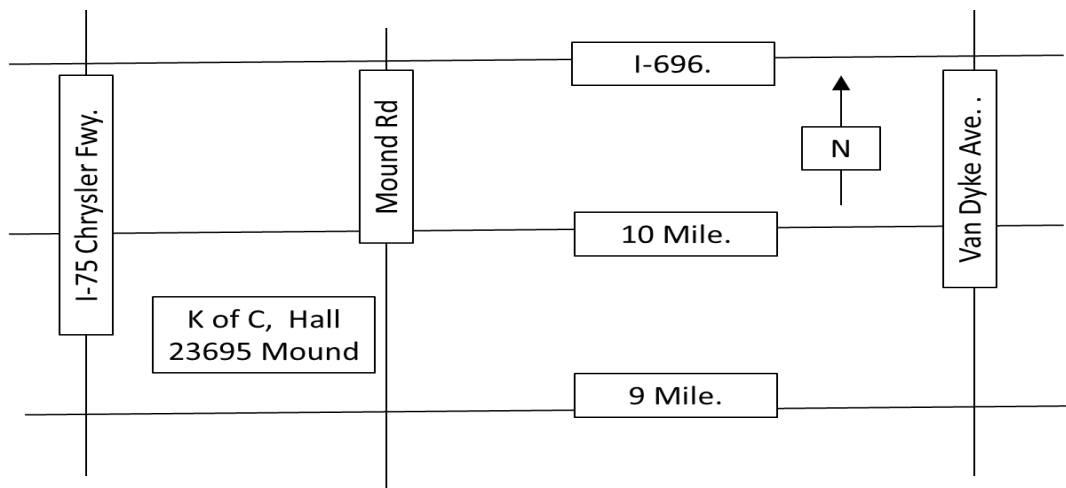 I-696.
I-75 Chrysler Fwy.
Mound Rd
N
Van Dyke Ave. .
10 Mile.
K of C,  Hall
23695 Mound
9 Mile.